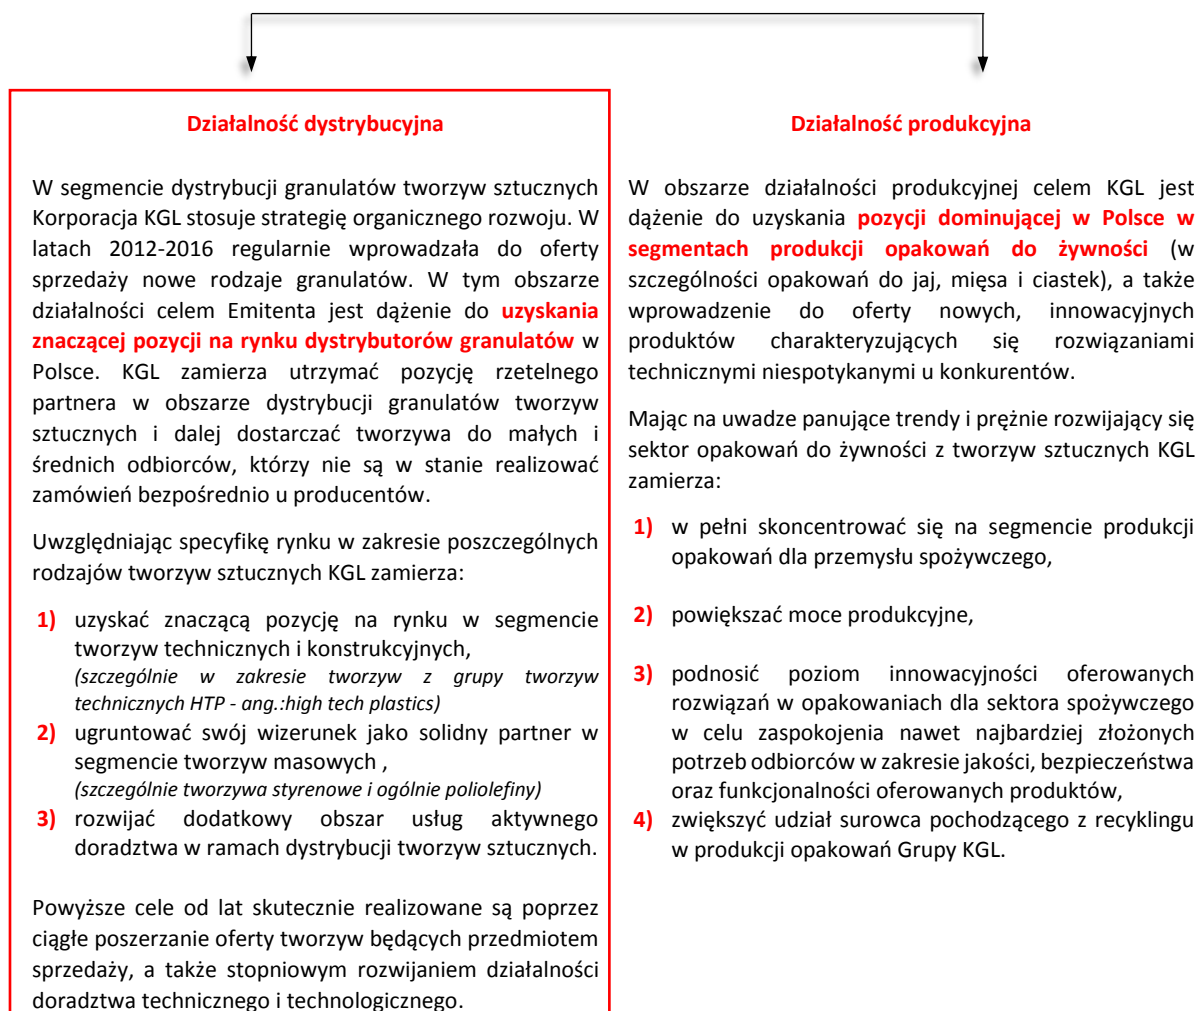 Działalność dystrybucyjna
W segmencie dystrybucji granulatów tworzyw sztucznych
Korporacja KGL stosuje strategię organicznego rozwoju. W
latach 2012-2016 regularnie wprowadzała do oferty
sprzedaży nowe rodzaje granulatów. W tym obszarze
działalności celem Emitenta jest dążenie do uzyskania
znaczącej pozycji na rynku dystrybutorów granulatów w
Polsce. KGL zamierza utrzymać pozycję rzetelnego
partnera w obszarze dystrybucji granulatów tworzyw
sztucznych i dalej dostarczać tworzywa do małych i
średnich odbiorców, którzy nie są w stanie realizować
zamówień bezpośrednio u producentów.
Uwzględniając specyfikę rynku w zakresie poszczególnych
rodzajów tworzyw sztucznych KGL zamierza:
1) uzyskać znaczącą pozycję na rynku w segmencie
tworzyw technicznych i konstrukcyjnych,
(szczególnie w zakresie tworzyw z grupy tworzyw
technicznych HTP - ang.:high tech plastics)
2) ugruntować swój wizerunek jako solidny partner w
segmencie tworzyw masowych ,
(szczególnie tworzywa styrenowe i ogólnie poliolefiny)
3) rozwijać dodatkowy obszar usług aktywnego
doradztwa w ramach dystrybucji tworzyw sztucznych.
Powyższe cele od lat skutecznie realizowane są poprzez
ciągłe poszerzanie oferty tworzyw będących przedmiotem
sprzedaży, a także stopniowym rozwijaniem działalności
doradztwa technicznego i technologicznego.
Działalność produkcyjna
W obszarze działalności produkcyjnej celem KGL jest
dążenie do uzyskania pozycji dominującej w Polsce w
segmentach produkcji opakowań do żywności (w
szczególności opakowań do jaj, mięsa i ciastek), a także
wprowadzenie do oferty nowych, innowacyjnych
produktów charakteryzujących się rozwiązaniami
technicznymi niespotykanymi u konkurentów.
Mając na uwadze panujące trendy i prężnie rozwijający się
sektor opakowań do żywności z tworzyw sztucznych KGL
zamierza:
1) w pełni skoncentrować się na segmencie produkcji
opakowań dla przemysłu spożywczego,
2) powiększać moce produkcyjne,
3) podnosić poziom innowacyjności oferowanych
rozwiązań w opakowaniach dla sektora spożywczego
w celu zaspokojenia nawet najbardziej złożonych
potrzeb odbiorców w zakresie jakości, bezpieczeństwa
oraz funkcjonalności oferowanych produktów,
4) zwiększyć udział surowca pochodzącego z recyklingu
w produkcji opakowań Grupy KGL.